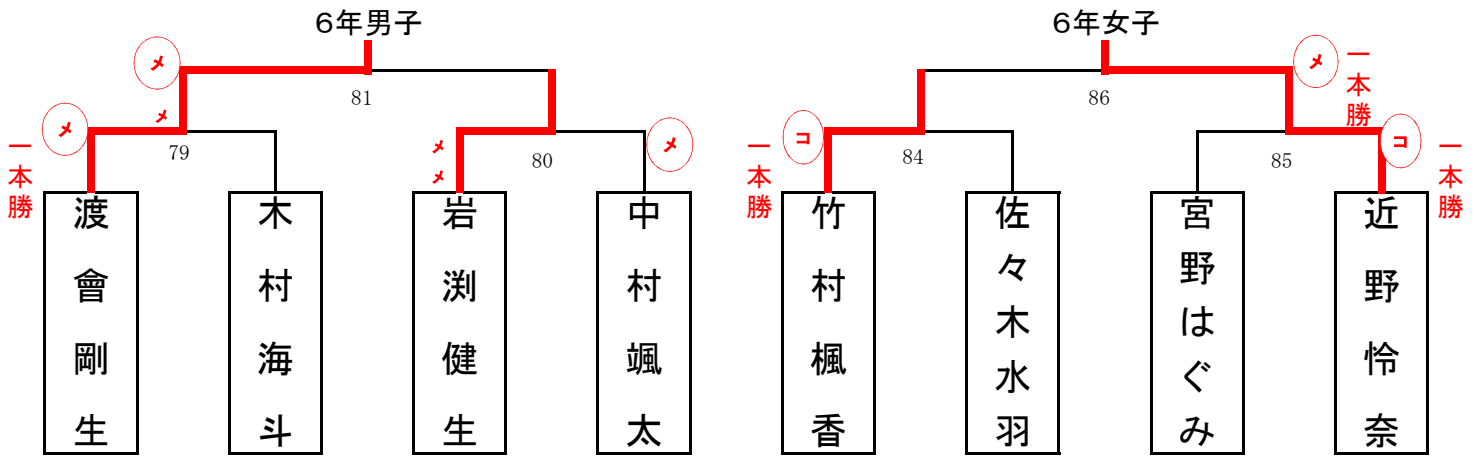 6年男子
6年女子
メ
メ
一本勝
81
86
メ
メ
コ
メ
コ
一本勝
79
メ
80
一本勝
84
85
一本勝
メ
渡會剛生
木村海斗
岩渕健生
中村颯太
竹村楓香
佐々木水羽
宮野はぐみ
近野怜奈